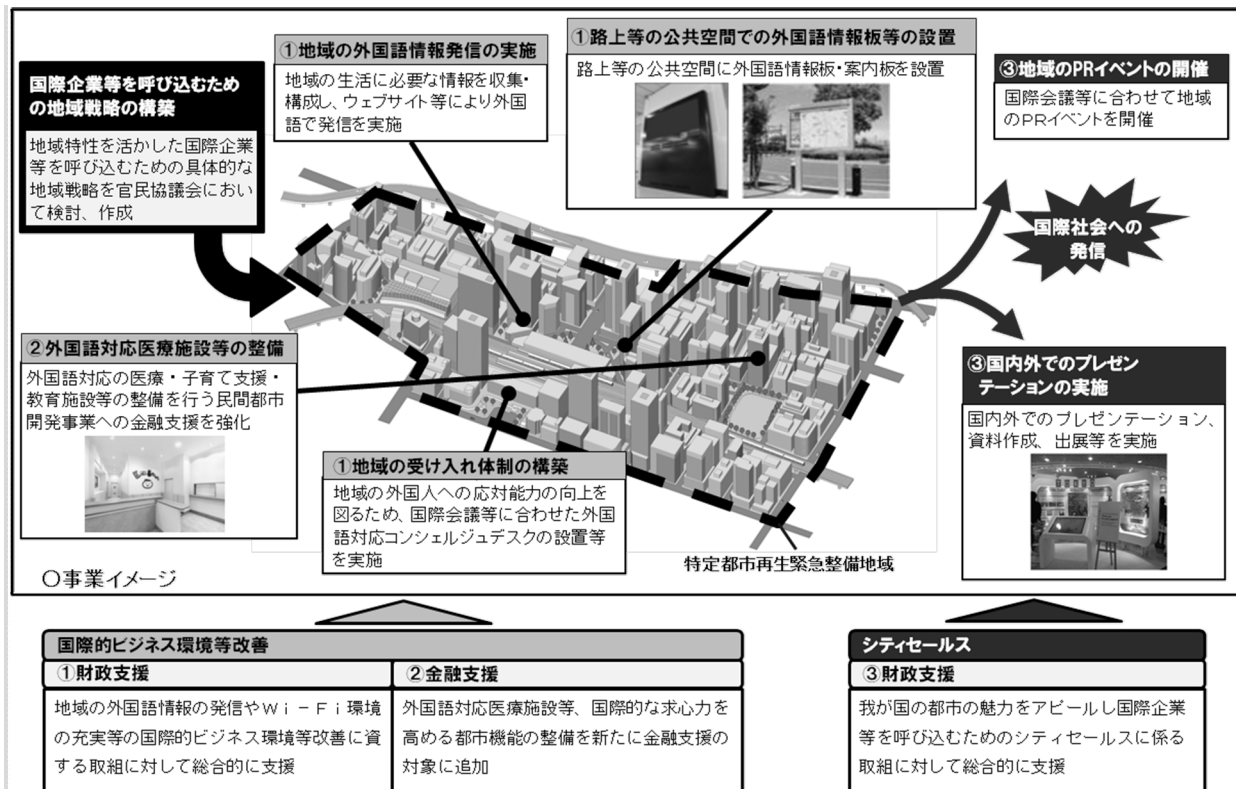 国際企業等を呼び込むため
の地域戦略の構築
地域特性を活かした国際企業
等を呼び込むための具体的な
地域戦略を官民協議会におい
て検討、作成
①地域の外国語情報発信の実施
地域の生活に必要な情報を収集・
構成し、ウェブサイト等により外国
語で発信を実施
①路上等の公共空間での外国語情報板等の設置
路上等の公共空間に外国語情報板・案内板を設置
③地域のPRイベントの開催
国際会議等に合わせて地域
のPRイベントを開催
国際社会への
発信
②外国語対応医療施設等の整備
外国語対応の医療・子育て支援・
教育施設等の整備を行う民間都市
開発事業への金融支援を強化
①地域の受け入れ体制の構築
地域の外国人への応対能力の向上を
図るため、国際会議等に合わせた外国
語対応コンシェルジュデスクの設置等
を実施
③国内外でのプレゼン
テーションの実施
国内外でのプレゼンテーション、
資料作成、出展等を実施
特定都市再生緊急整備地域
○事業イメージ
国際的ビジネス環境等改善
①財政支援
地域の外国語情報の発信やＷｉ－Ｆｉ環境
の充実等の国際的ビジネス環境等改善に資
する取組に対して総合的に支援
②金融支援
外国語対応医療施設等、国際的な求心力を
高める都市機能の整備を新たに金融支援の
対象に追加
シティセールス
③財政支援
我が国の都市の魅力をアピールし国際企業
等を呼び込むためのシティセールスに係る
取組に対して総合的に支援